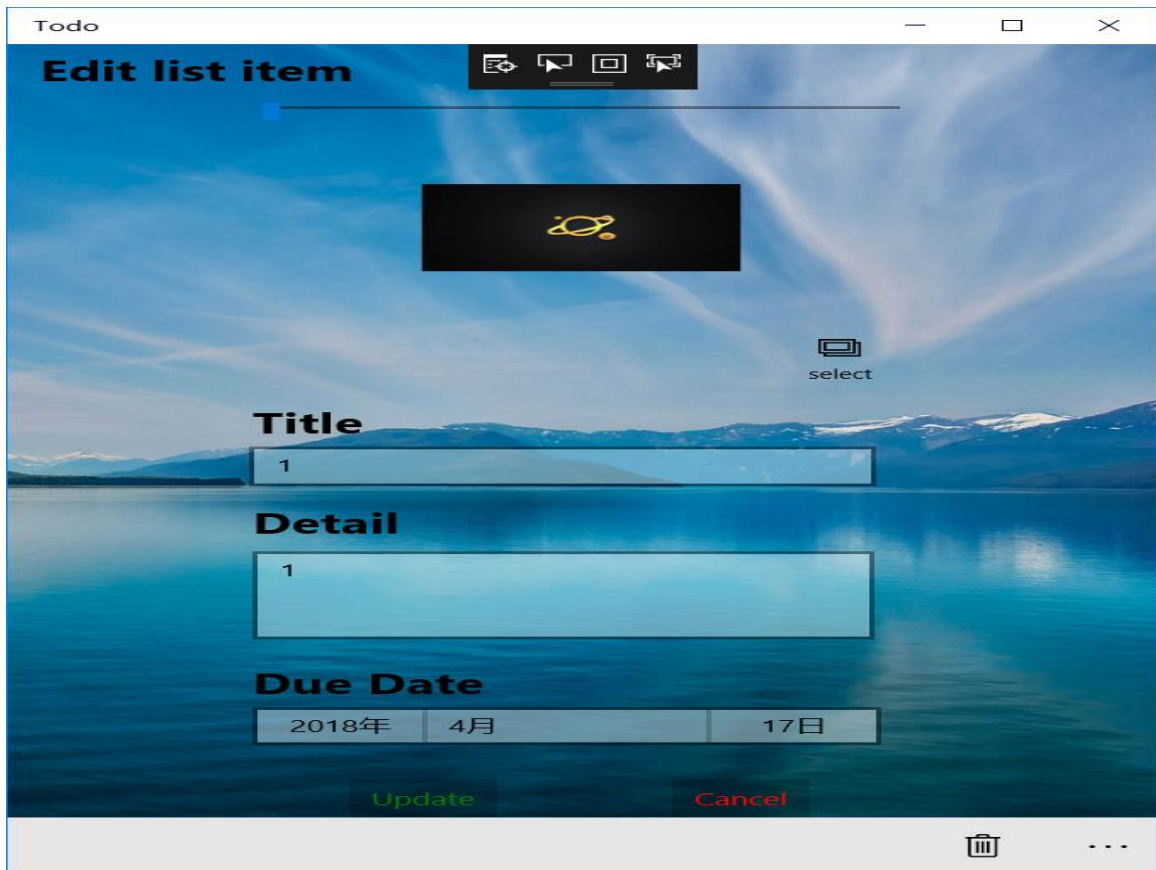 Todo
Edit list item
select
Title
1
Detail
1
Due Date
2018年 4月 17日
Update Cancel